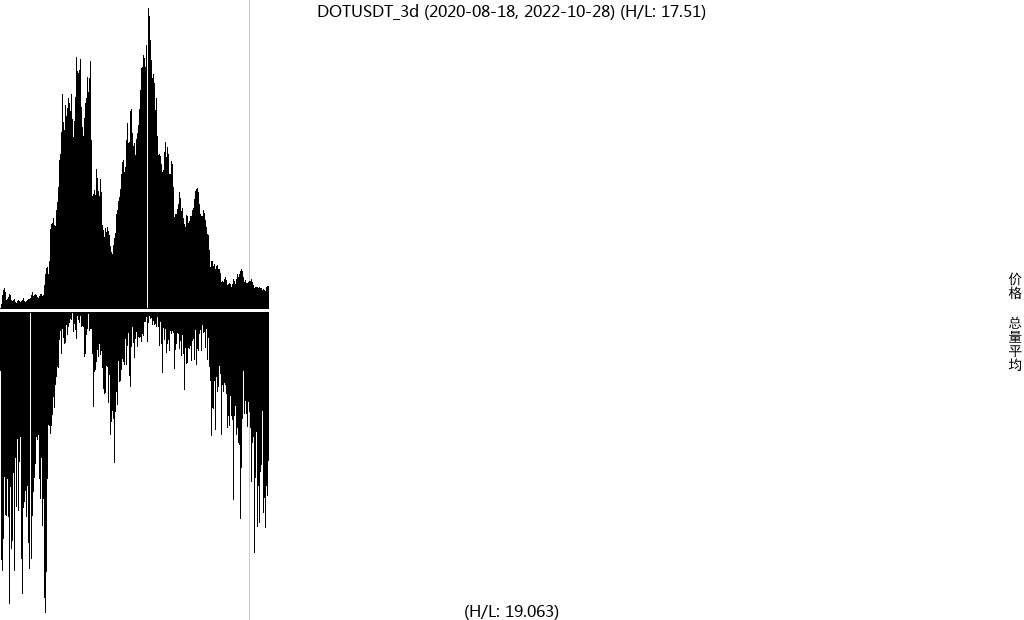 DOTUSDT_3d (2020-08-18, 2022-10-28) (H/L: 17.51)
价格 总量平均
(H/L: 19.063)